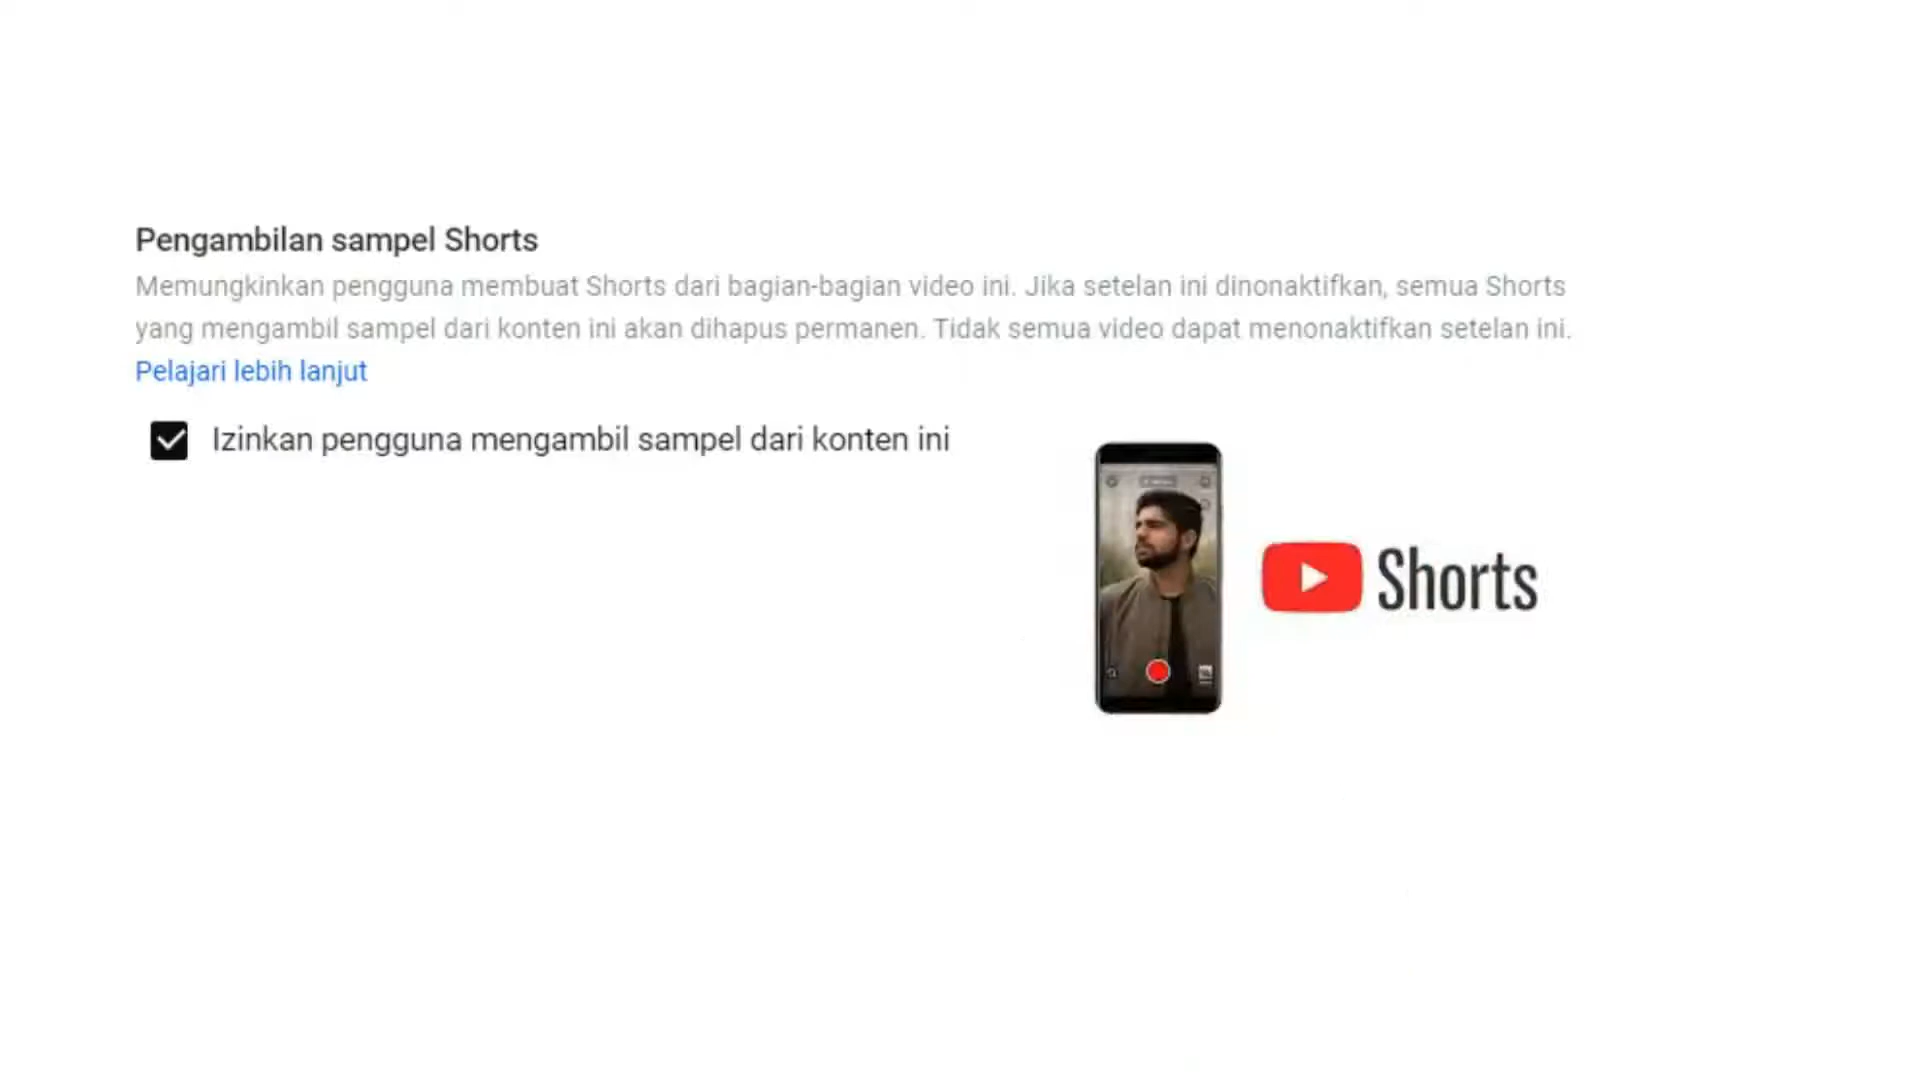 Pengambilan sampel Shorts
Memungkinkan pengguna membuat Shorts dari bagian-bagian video ini. Jika setelan ini dinonaktifkan, semua Shorts
yang mengambil sampel dari konten ini akan dihapus permanen. Tidak semua video dapat menonaktifkan setelan ini.
Pelajari lebih lanjut
Izinkan pengguna mengambil sampel dari konten ini
Shorts